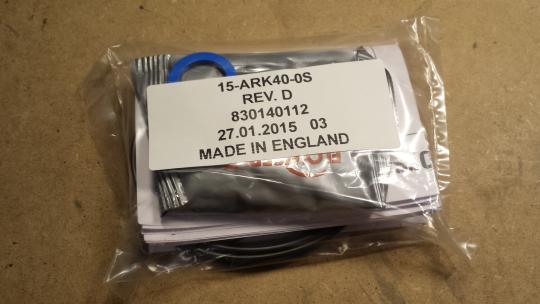 15-ARK40-0S
REV. D
830140112
27.01.2015 03
MADE IN ENGLAND